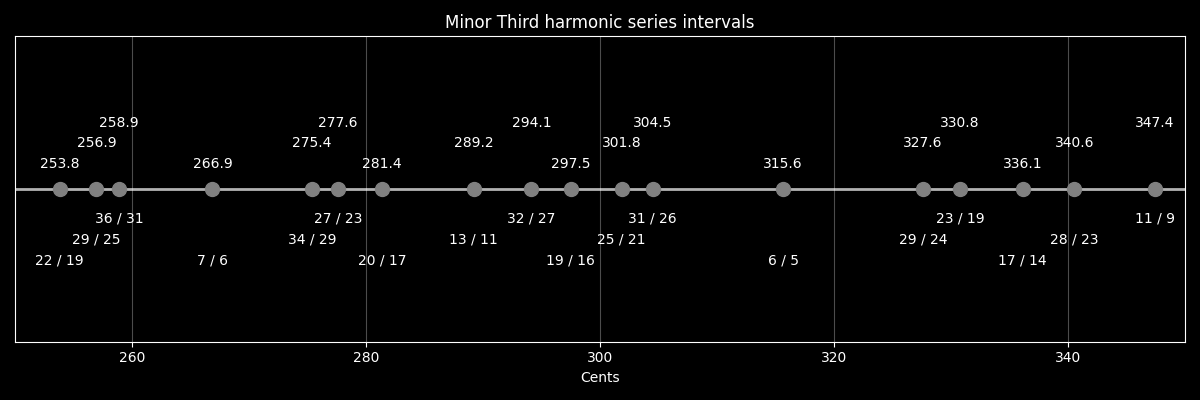 Minor Third harmonic series intervals
258.9 277.6 294.1 304.5 330.8 347.4
256.9 275.4 289.2 301.8 327.6 340.6
253.8 266.9 281.4 297.5 315.6 336.1
36 / 31 27 / 23 32 / 27 31 / 26 23 / 19 11 / 9
29 / 25 34 / 29 13 / 11 25 / 21 29 / 24 28 / 23
22 / 19 7 / 6 20 / 17 19 / 16 6 / 5 17 / 14
260 280 300 320 340
Cents